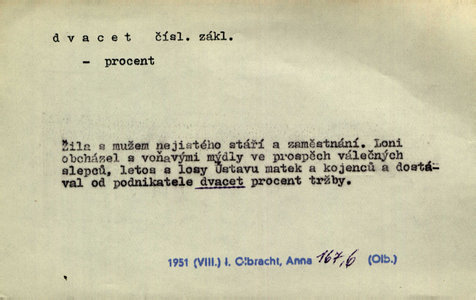 dvacet čísl. zákl.
- procent
Žila s mužem nejistého stáří a zaměstnání. Loni
obcházel s voňavými mýdly ve prospěch válečných
slepců, letos s losy Ústavu matek a kojenců a dostá-
val od podnikatele dvacet procent tržby.
1951 (VIII.) I. Olbracht, Anna 167,6 (Olb.)